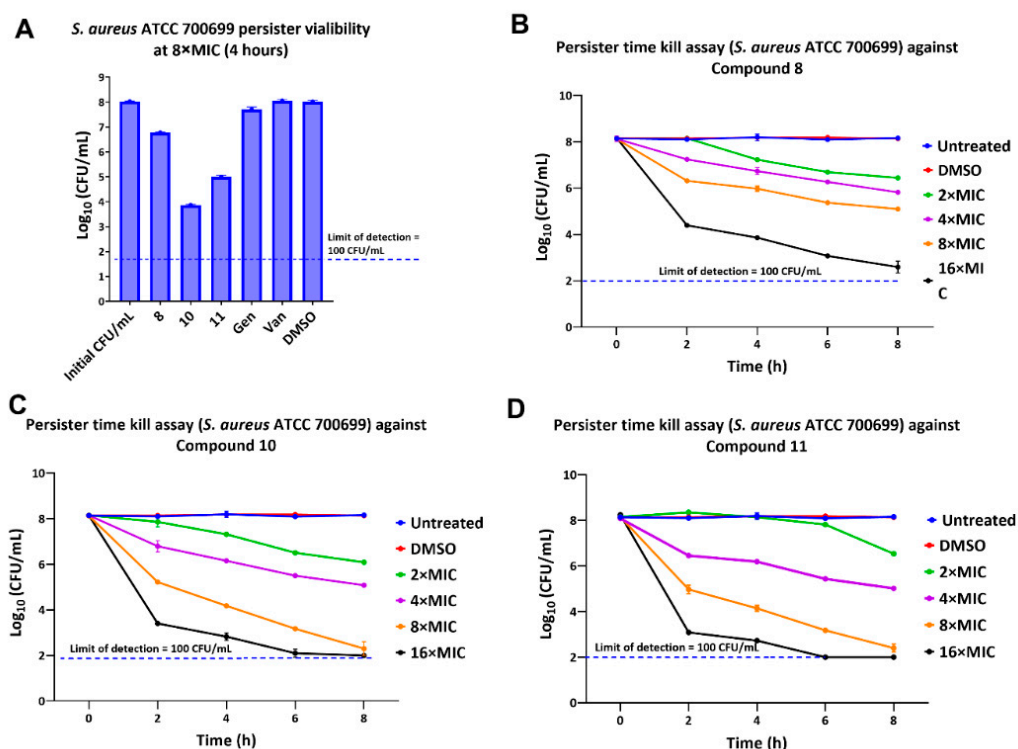 A
S. aureus ATCC 700699 persister vialibility
at 8×MIC (4 hours)
Log10 (CFU/mL)
9
8
7
6
5
4
3
2
1
0
Limit of detection =
100 CFU/mL
Initial CFU/mL
8
10
11
Gen
Van
DMSO
B
Persister time kill assay (S. aureus ATCC 700699) against
Compound 8
Log10 (CFU/mL)
10
8
6
4
2
0
Limit of detection = 100 CFU/mL
0 2 4 6 8
Time (h)
Untreated
DMSO
2×MIC
4×MIC
8×MIC
16×MI
C
C
Persister time kill assay (S. aureus ATCC 700699) against
Compound 10
Log10 (CFU/mL)
10
8
6
4
2
0
Limit of detection = 100 CFU/mL
0 2 4 6 8
Time (h)
Untreated
DMSO
2×MIC
4×MIC
8×MIC
16×MIC
D
Persister time kill assay (S. aureus ATCC 700699) against
Compound 11
Log10 (CFU/mL)
10
8
6
4
2
0
Limit of detection = 100 CFU/mL
0 2 4 6 8
Time (h)
Untreated
DMSO
2×MIC
4×MIC
8×MIC
16×MIC